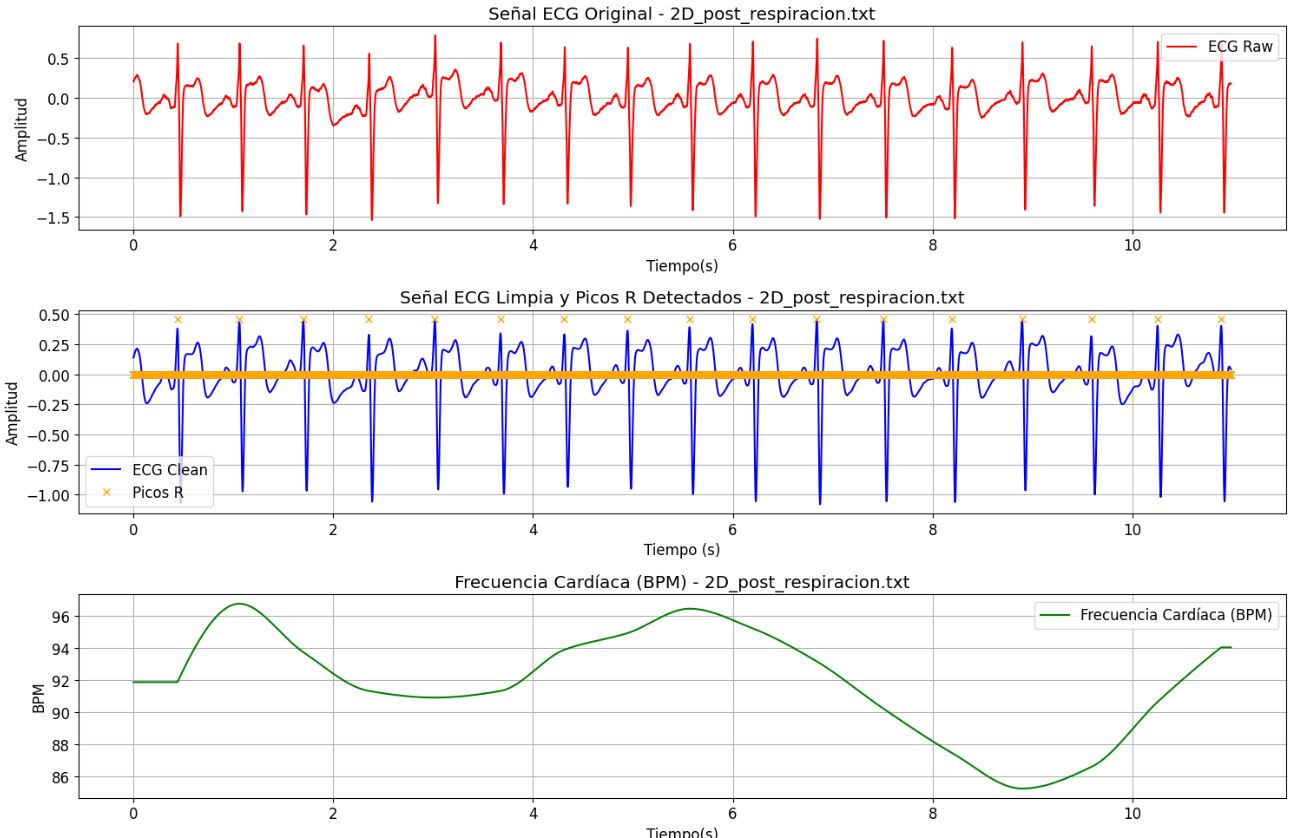 Señal ECG Original - 2D_post_respiracion.txt
ECG Raw
0.5
0.0
−0.5
−1.0
−1.5
Amplitud
0 2 4 6 8 10
Tiempo(s)
Señal ECG Limpia y Picos R Detectados - 2D_post_respiracion.txt
0.50
0.25
0.00
−0.25
−0.50
−0.75
−1.00
Amplitud
ECG Clean
Picos R
0 2 4 6 8 10
Tiempo (s)
Frecuencia Cardíaca (BPM) - 2D_post_respiracion.txt
Frecuencia Cardíaca (BPM)
96
94
92
90
88
86
BPM
0 2 4 6 8 10
Tiempo(s)